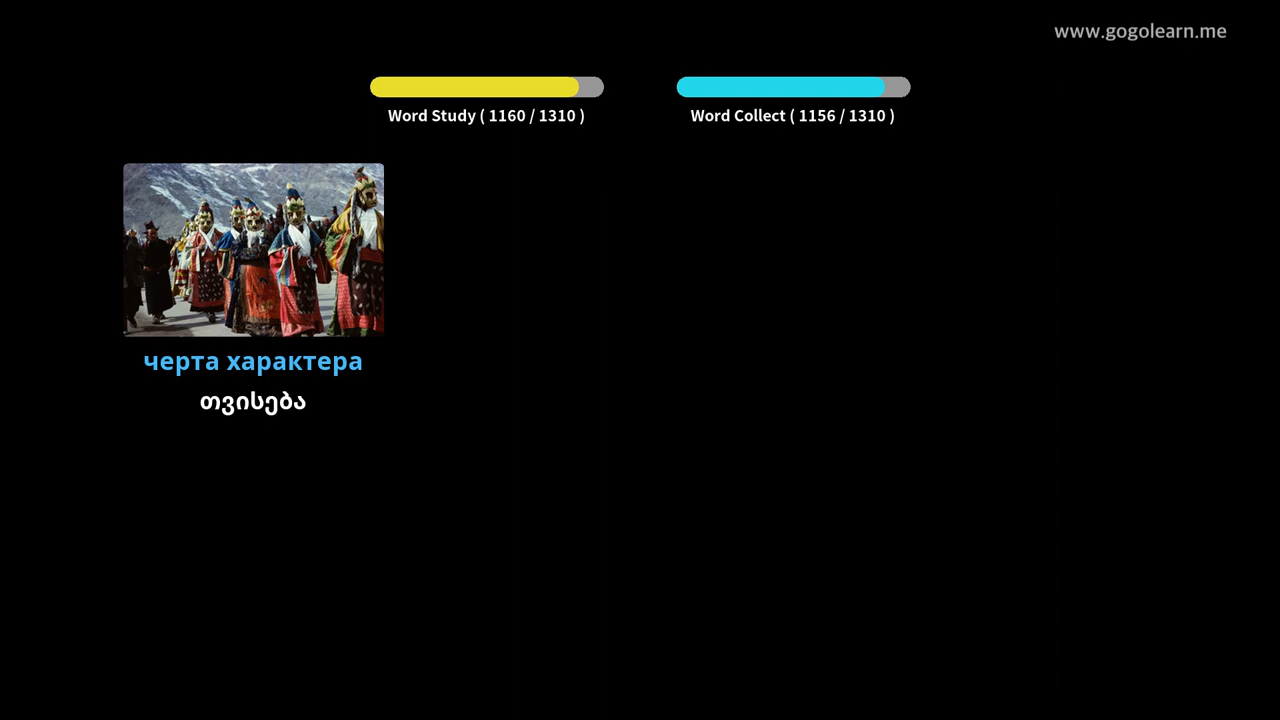 www.gogolearn.me
Word Study ( 1160 / 1310 )
Word Collect ( 1156 / 1310 )
черта характера
თვისება